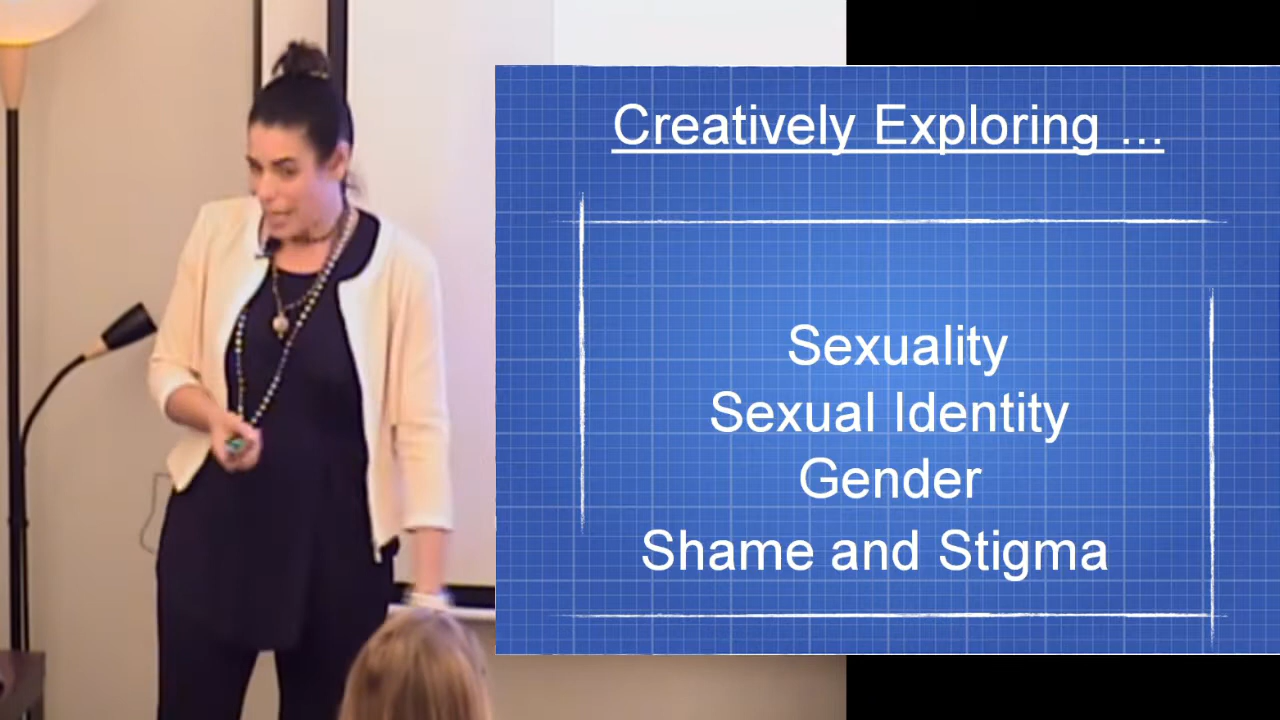 Creatively Exploring ...
Sexuality
Sexual Identity
Gender
Shame and Stigma